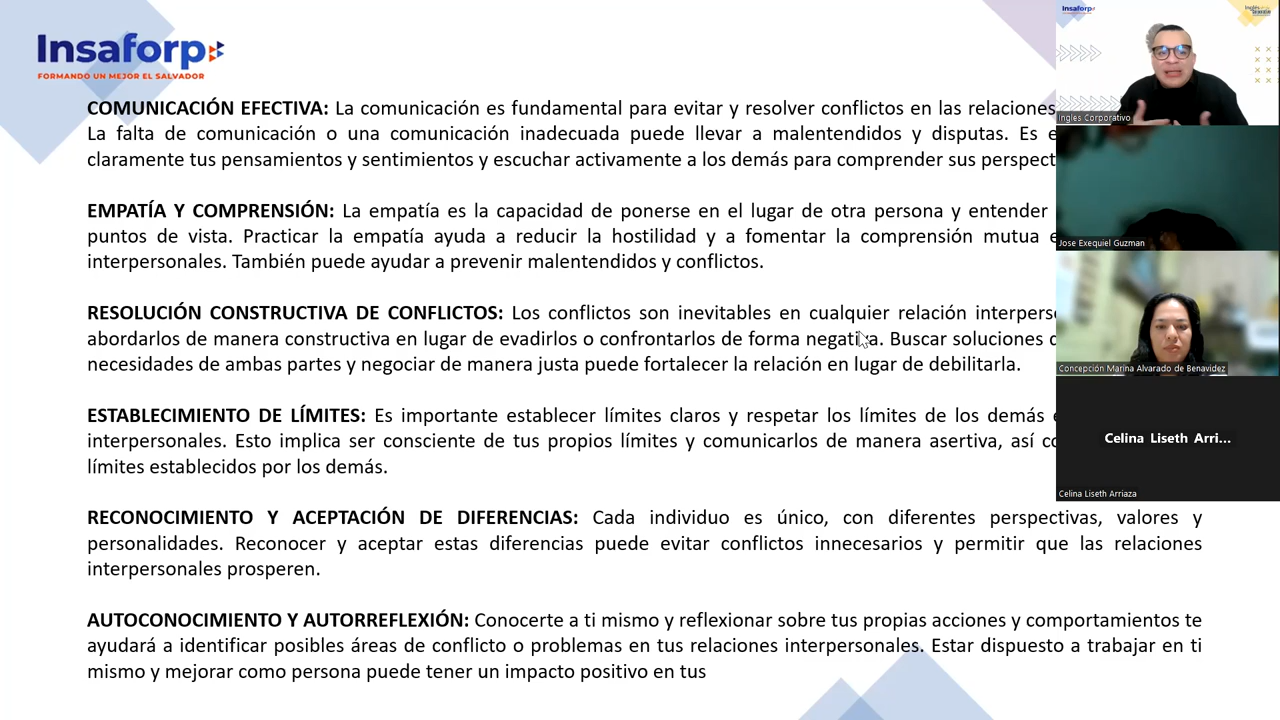 Insaforp
FORMANDO UN MEJOR EL SALVADOR
COMUNICACIÓN EFECTIVA: La comunicación es fundamental para evitar y resolver conflictos en las relaciones
La falta de comunicación o una comunicación inadecuada puede llevar a malentendidos y disputas. Es
claramente tus pensamientos y sentimientos y escuchar activamente a los demás para comprender sus
EMPATÍA Y COMPRENSIÓN: La empatía es la capacidad de ponerse en el lugar de otra persona y entender
puntos de vista. Practicar la empatía ayuda a reducir la hostilidad y a fomentar la comprensión mutua
interpersonales. También puede ayudar a prevenir malentendidos y conflictos.
RESOLUCIÓN CONSTRUCTIVA DE CONFLICTOS: Los conflictos son inevitables en cualquier relación
abordarlos de manera constructiva en lugar de evadirlos o confrontarlos de forma negativa. Buscar soluciones
necesidades de ambas partes y negociar de manera justa puede fortalecer la relación en lugar de debilitarla.
ESTABLECIMIENTO DE LÍMITES: Es importante establecer límites claros y respetar los límites de los demás
interpersonales. Esto implica ser consciente de tus propios límites y comunicarlos de manera asertiva, así
límites establecidos por los demás.
RECONOCIMIENTO Y ACEPTACIÓN DE DIFERENCIAS: Cada individuo es único, con diferentes perspectivas, valores y
personalidades. Reconocer y aceptar estas diferencias puede evitar conflictos innecesarios y permitir que las relaciones
interpersonales prosperen.
AUTOCONOCIMIENTO Y AUTORREFLEXIÓN: Conocerte a ti mismo y reflexionar sobre tus propias acciones y comportamientos te
ayudará a identificar posibles áreas de conflicto o problemas en tus relaciones interpersonales. Estar dispuesto a trabajar en ti
mismo y mejorar como persona puede tener un impacto positivo en tus
Insaforp
Ingles Corporativo
Jose Exequiel Guzman
Concepción Marina Alvarado de Benavidez
Celina Liseth Arri...
Celina Liseth Arriaza